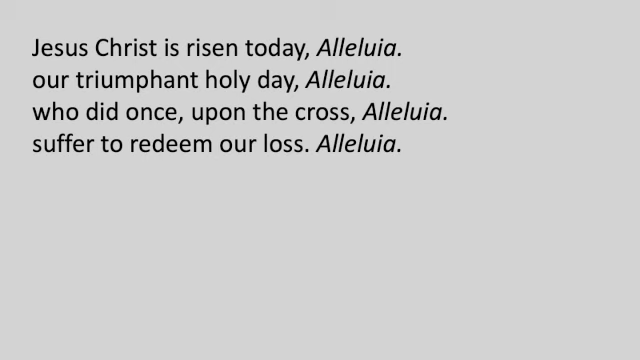 Jesus Christ is risen today, Alleluia.
our triumphant holy day, Alleluia.
who did once, upon the cross, Alleluia.
suffer to redeem our loss. Alleluia.